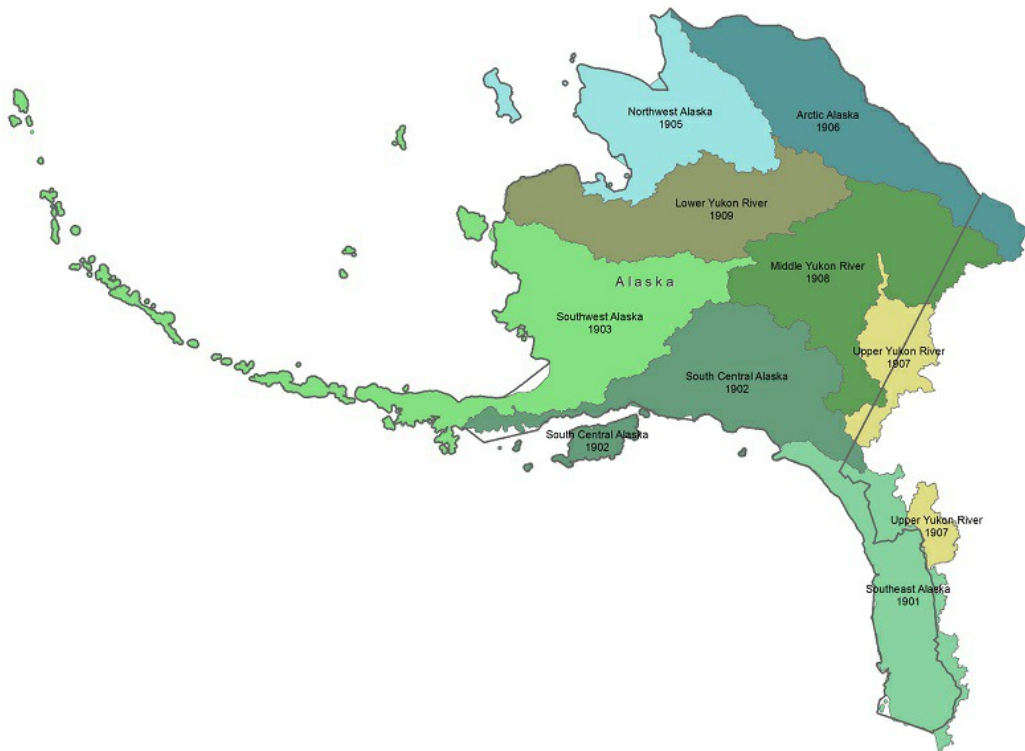 Northwest Alaska
1905
Arctic Alaska
1906
Lower Yukon River
1909
Middle Yukon River
1908
Alaska
Southwest Alaska
1903
Upper Yukon River
1907
South Central Alaska
1902
South Central Alaska
1902
Upper Yukon River
1907
Southeast Alaska
1901